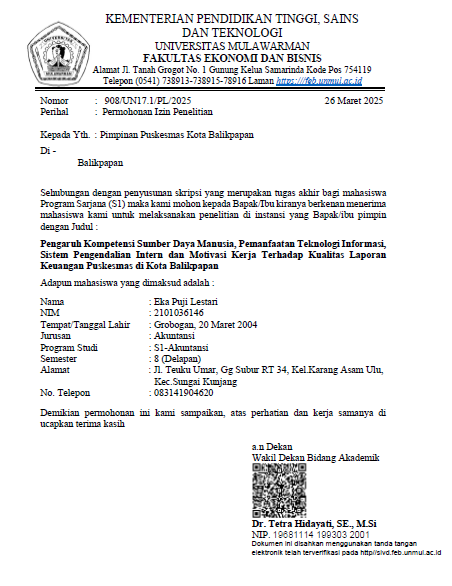 KEMENTERIAN PENDIDIKAN TINGGI, SAINS
DAN TEKNOLOGI
UNIVERSITAS MULAWARMAN
FAKULTAS EKONOMI DAN BISNIS
Alamat Jl. Tanah Grogot No. 1 Gunung Kelua Samarinda Kode Pos 754119
Telepon (0541) 738913-738915-78916 Laman https://feb.unmul.ac.id
Nomor : 908/UN17.1/PL/2025 26 Maret 2025
Perihal : Permohonan Izin Penelitian
Kepada Yth. : Pimpinan Puskesmas Kota Balikpapan
Di -
Balikpapan
Sehubungan dengan penyusunan skripsi yang merupakan tugas akhir bagi mahasiswa
Program Sarjana (S1) maka kami mohon kepada Bapak/Ibu kiranya berkenan menerima
mahasiswa kami untuk melaksanakan penelitian di instansi yang Bapak/ibu pimpin
dengan Judul :
Pengaruh Kompetensi Sumber Daya Manusia, Pemanfaatan Teknologi Informasi,
Sistem Pengendalian Intern dan Motivasi Kerja Terhadap Kualitas Laporan
Keuangan Puskesmas di Kota Balikpapan
Adapun mahasiswa yang dimaksud adalah :
Nama : Eka Puji Lestari
NIM : 2101036146
Tempat/Tanggal Lahir : Grobogan, 20 Maret 2004
Jurusan : Akuntansi
Program Studi : S1-Akuntansi
Semester : 8 (Delapan)
Alamat : Jl. Teuku Umar, Gg Subur RT 34, Kel.Karang Asam Ulu,
Kec.Sungai Kunjang
No. Telepon : 083141904620
Demikian permohonan ini kami sampaikan, atas perhatian dan kerja samanya di
ucapkan terima kasih
a.n Dekan
Wakil Dekan Bidang Akademik
Dr. Tetra Hidayati, SE., M.Si
NIP. 19681114 199303 2001
Dokumen ini disahkan menggunakan tanda tangan
elektronik telah terverifikasi pada http//sivd.feb.unmul.ac.id